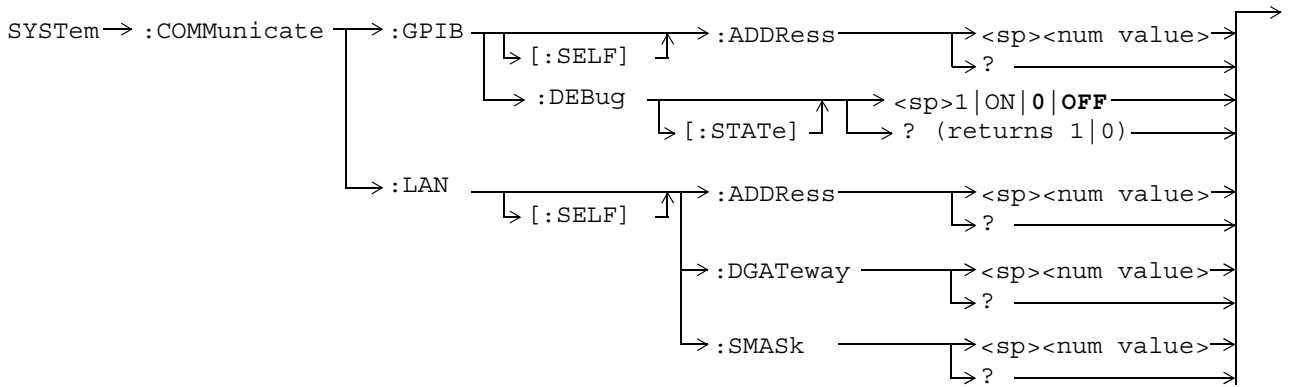 SYSTem :COMMunicate :GPIB :ADDRess <sp><num value>
[:SELF] ?
:DEBug <sp>1|ON|0|OFF
[:STATe] ? (returns 1|0)
:LAN :ADDRess <sp><num value>
[:SELF] ?
:DGATeway <sp><num value>
?
:SMASk <sp><num value>
?